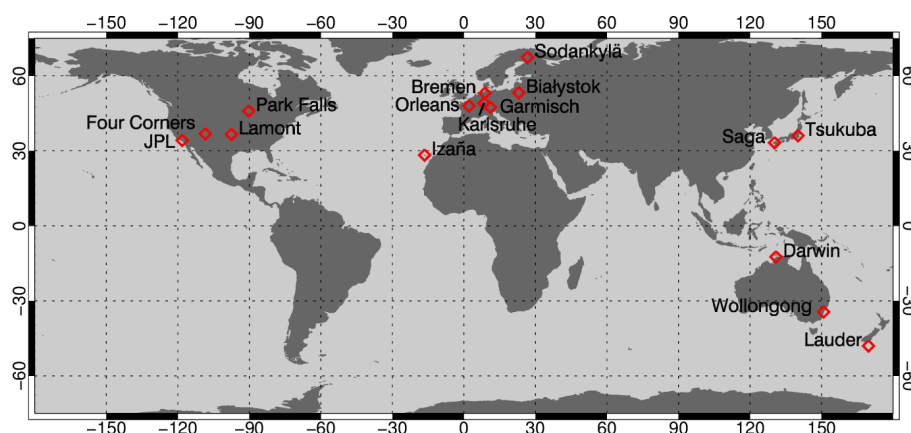 −120 −90 −60 −30 0 30 60 90 120 150
Sodankylä
60 60
Bremen Białystok
Park Falls Orleans Garmisch
Four Corners Lamont Karlsruhe Tsukuba
JPL Saga
30 Izaña 30
0 0
Darwin
−30 −30
Wollongong
Lauder
−60 −60
−150 −120 −90 −60 −30 0 30 60 90 120 150